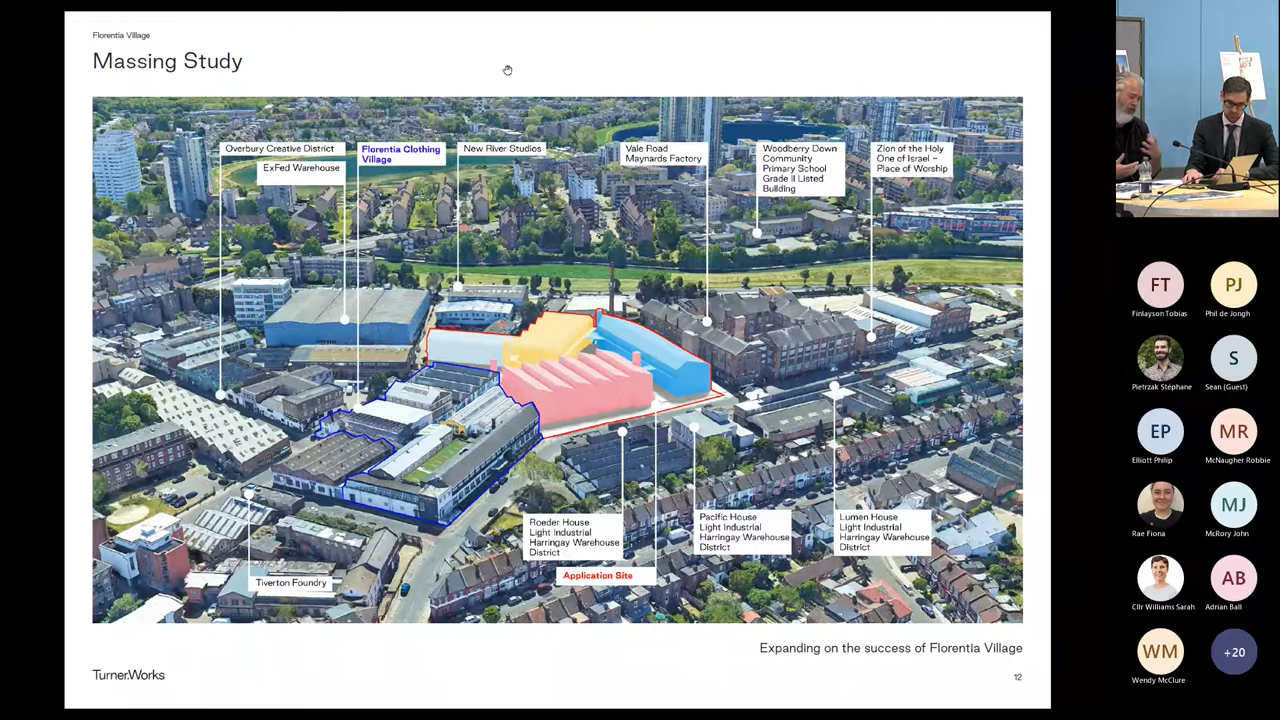 Florentia Village
Massing Study
Overbury Creative District
ExFed Warehouse
Florentia Clothing
Village
New River Studios
Vale Road
Maynards Factory
Woodberry Down
Community
Primary School
Grade II Listed
Building
Zion of the Holy
One of Israel –
Place of Worship
Roeder House
Light Industrial
Harringay Warehouse
District
Pacific House
Light Industrial
Harringay Warehouse
District
Lumen House
Light Industrial
Harringay Warehouse
District
Application Site
Tiverton Foundry
Expanding on the success of Florentia Village
Turner.Works
12
FT
Finlayson Tobias
PJ
Phil de Jongh
Pietrzak Stéphane
S
Sean (Guest)
EP
Elliott Philip
MR
McNaugher Robbie
Rae Fiona
MJ
McRory John
Cllr Williams Sarah
AB
Adrian Ball
WM
Wendy McClure
+20